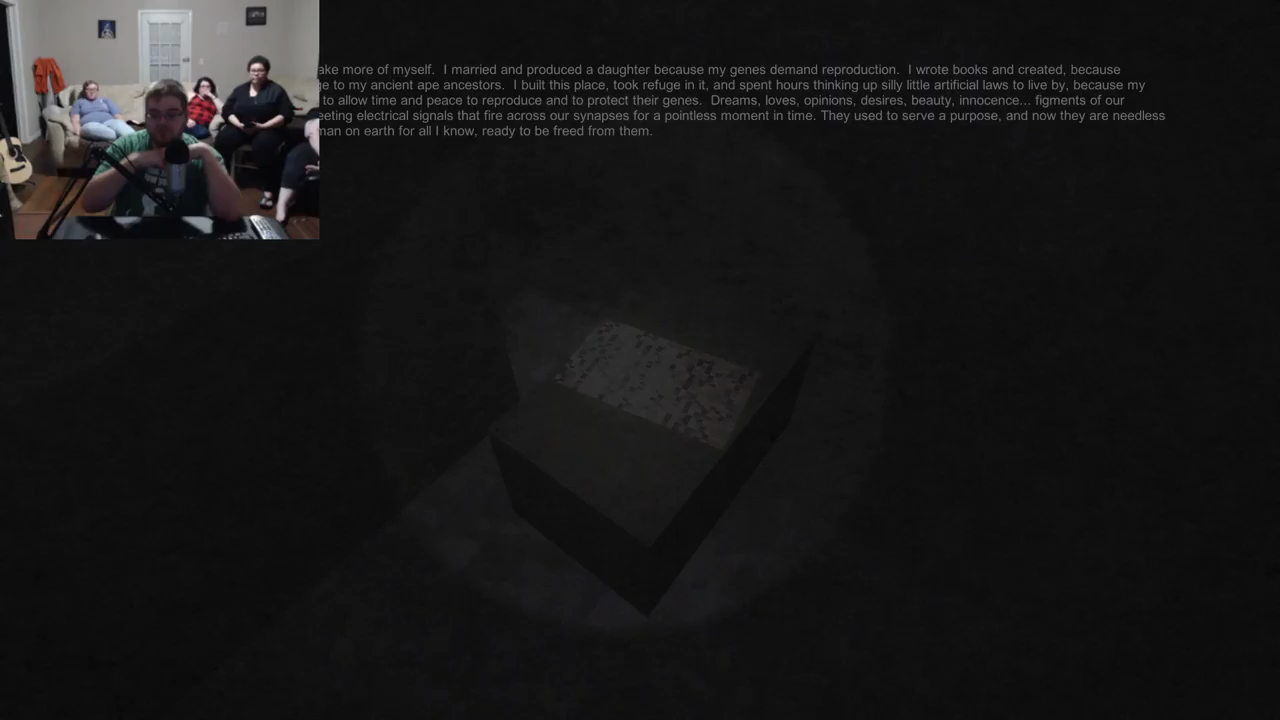 ake more of myself.  I married and produced a daughter because my genes demand reproduction.  I wrote books and created, because
ge to my ancient ape ancestors.  I built this place, took refuge in it, and spent hours thinking up silly little artificial laws to live by, because my
to allow time and peace to reproduce and to protect their genes.  Dreams, loves, opinions, desires, beauty, innocence... figments of our
eeting electrical signals that fire across our synapses for a pointless moment in time. They used to serve a purpose, and now they are needless
man on earth for all I know, ready to be freed from them.